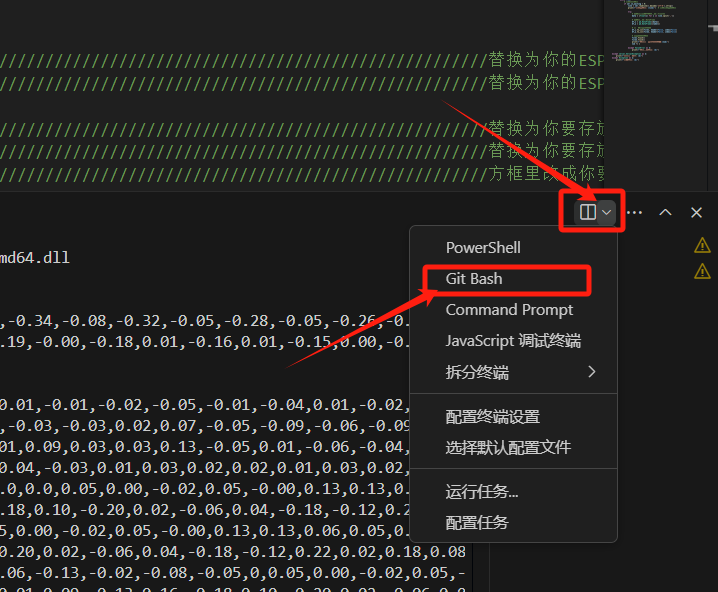 //////////////////////////////////////////////////替换为你的ESP
//////////////////////////////////////////////////替换为你的ESP
//////////////////////////////////////////////////替换为你要存放
//////////////////////////////////////////////////替换为你要存放
//////////////////////////////////////////////////方框里改成你要
md64.dll
PowerShell
Git Bash
Command Prompt
JavaScript 调试终端
拆分终端
配置终端设置
选择默认配置文件
运行任务...
配置任务
,-0.34,-0.08,-0.32,-0.05,-0.28,-0.05,-0.26,-0.
.19,-0.00,-0.18,0.01,-0.16,0.01,-0.15,0.00,-0.
0.01,-0.01,-0.02,-0.05,-0.01,-0.04,0.01,-0.02,
,-0.03,-0.03,0.02,0.07,-0.05,-0.09,-0.06,-0.09
01,0.09,0.03,0.03,0.13,-0.05,0.01,-0.06,-0.04,
0.04,-0.03,0.01,0.03,0.02,0.02,0.01,0.03,0.02,
.0,0.0,0.05,0.00,-0.02,0.05,-0.00,0.13,0.13,0.
.18,0.10,-0.20,0.02,-0.06,0.04,-0.18,-0.12,0.2
05,0.00,-0.02,0.05,-0.00,0.13,0.13,0.06,0.05,0
0.20,0.02,-0.06,0.04,-0.18,-0.12,0.22,0.02,0.18,0.08
.06,-0.13,-0.02,-0.08,-0.05,0,0.05,0.00,-0.02,0.05,-